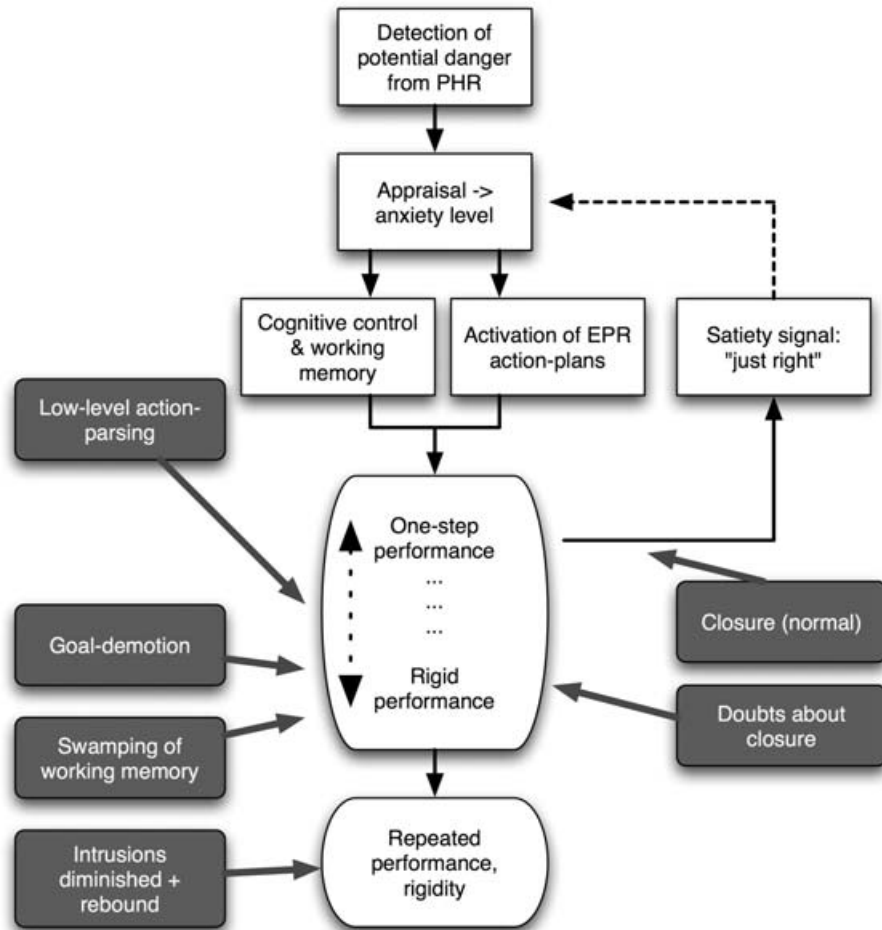 Detection of
potential danger
from PHR
Appraisal ->
anxiety level
Cognitive control
& working
memory
Activation of EPR
action-plans
Satiety signal:
"just right"
Low-level action-
parsing
One-step
performance
...
...
...
Rigid
performance
Goal-demotion
Swamping of
working memory
Closure (normal)
Doubts about
closure
Intrusions
diminished +
rebound
Repeated
performance,
rigidity